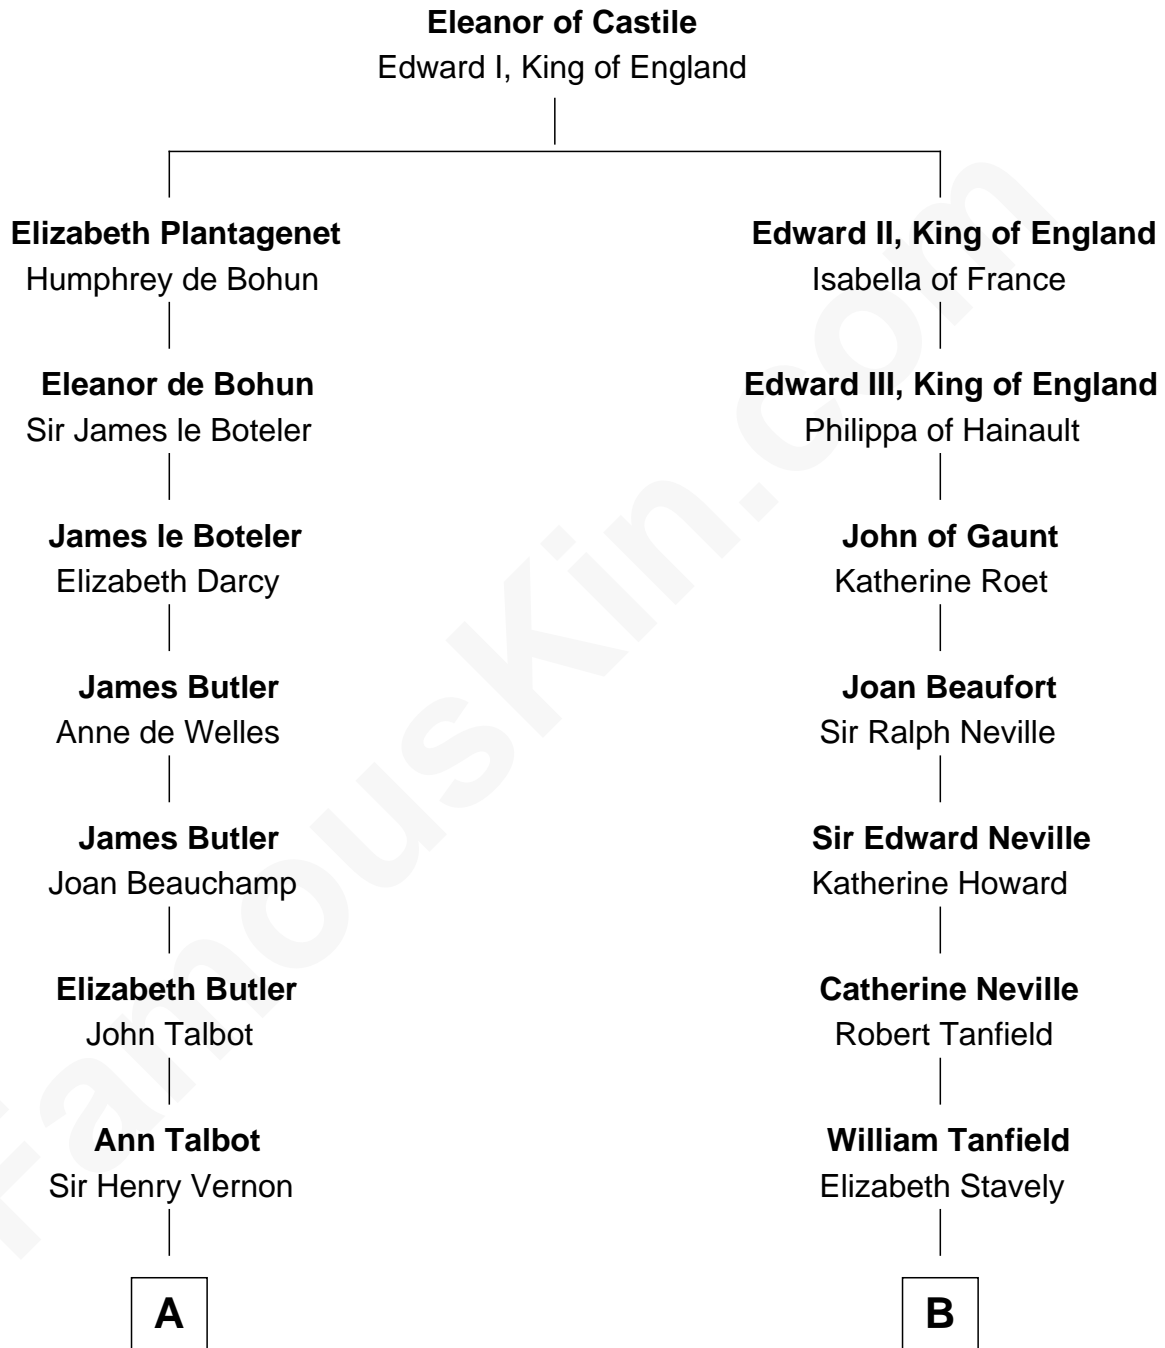 Eleanor of Castile
Edward I, King of England
Elizabeth Plantagenet
Humphrey de Bohun
Edward II, King of England
Isabella of France
Eleanor de Bohun
Sir James le Boteler
Edward III, King of England
Philippa of Hainault
James le Boteler
Elizabeth Darcy
John of Gaunt
Katherine Roet
James Butler
Anne de Welles
Joan Beaufort
Sir Ralph Neville
James Butler
Joan Beauchamp
Sir Edward Neville
Katherine Howard
Elizabeth Butler
John Talbot
Catherine Neville
Robert Tanfield
Ann Talbot
Sir Henry Vernon
William Tanfield
Elizabeth Stavely
A
B
FamousKin.com